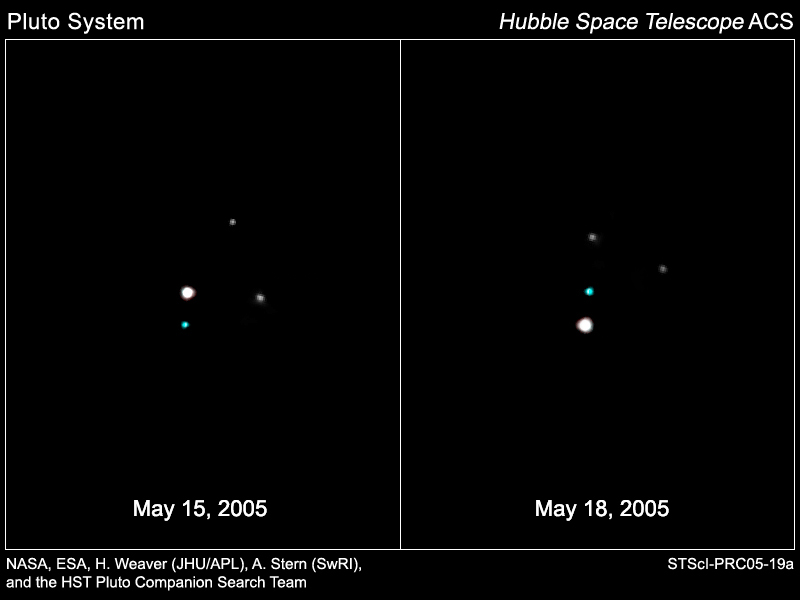 Pluto System
Hubble Space Telescope ACS
May 15, 2005
May 18, 2005
NASA, ESA, H. Weaver (JHU/APL), A. Stern (SwRI),
and the HST Pluto Companion Search Team
STScI-PRC05-19a